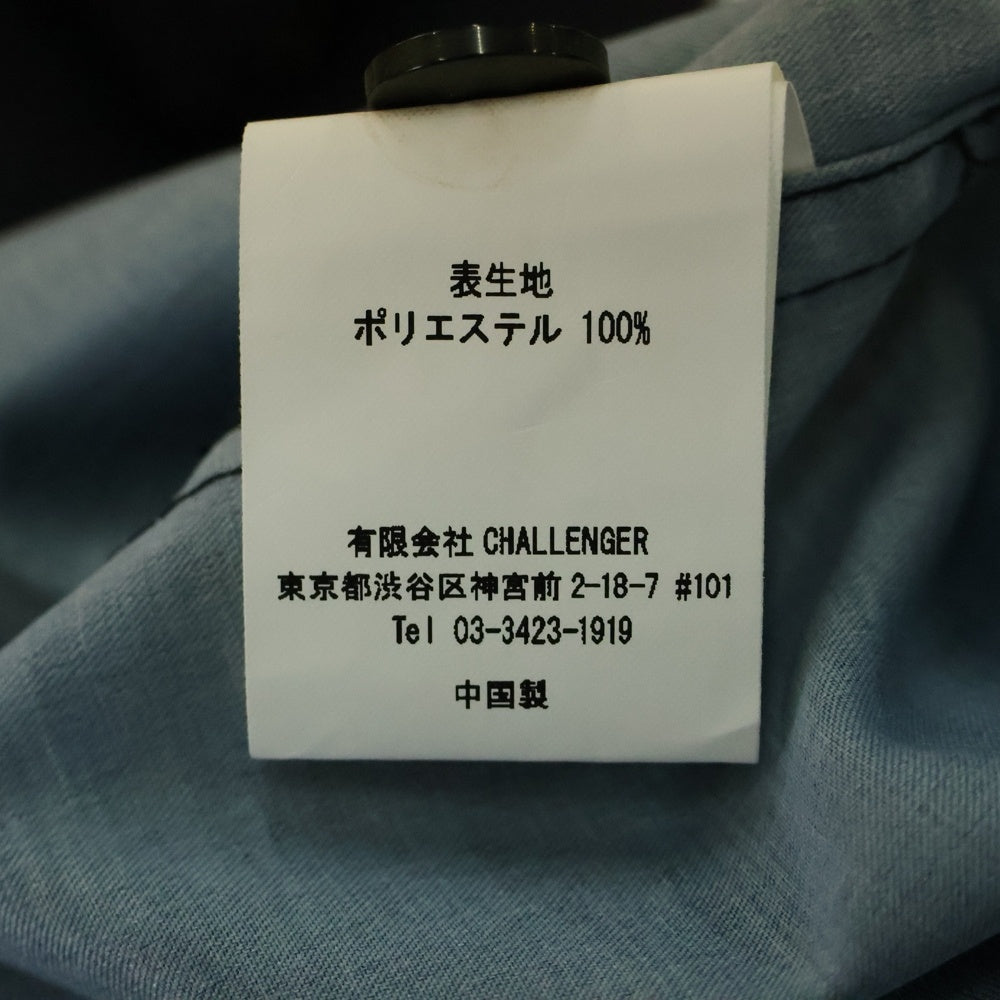 表生地
ポリエステル 100%
有限会社 CHALLENGER
東京都渋谷区神宮前 2-18-7 #101
Tel 03-3423-1919
中国製